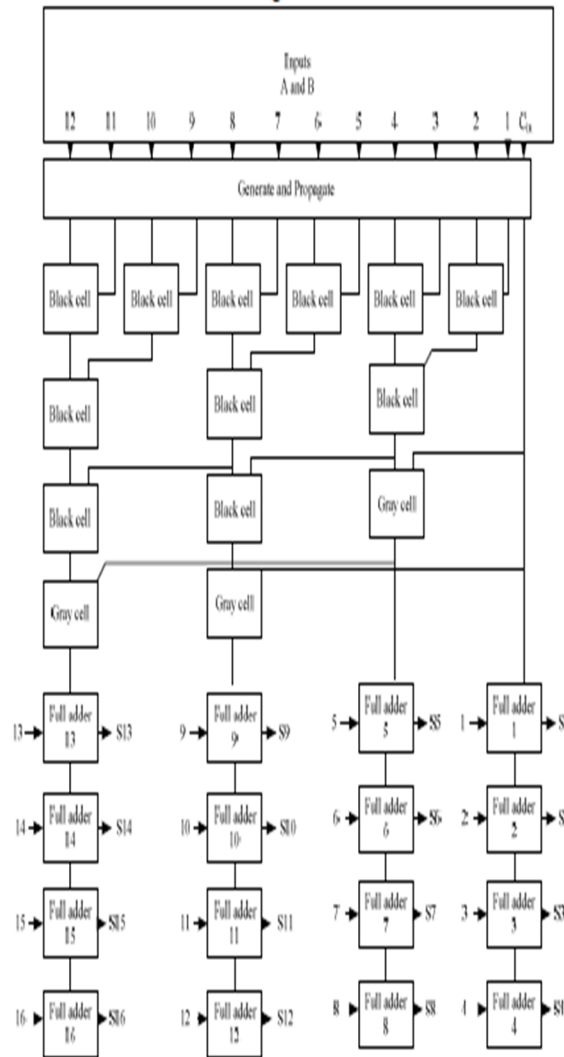 Inputs
A and B
12 11 10 9 8 7 6 5 4 3 2 1 Cin
Generate and Propagate
Black cell Black cell Black cell Black cell Black cell Black cell
Black cell Black cell Black cell
Black cell Black cell Gray cell
Gray cell Gray cell
13 Full adder 13 S13 9 Full adder 9 S9 5 Full adder 5 S5 1 Full adder 1 S
14 Full adder 14 S14 10 Full adder 10 S10 6 Full adder 6 S6 2 Full adder 2 S
15 Full adder 15 S15 11 Full adder 11 S11 7 Full adder 7 S7 3 Full adder 3 S3
16 Full adder 16 S16 12 Full adder 12 S12 8 Full adder 8 S8 4 Full adder 4 S4